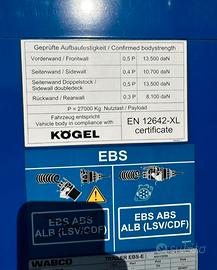 Geprüfte Aufbaufestigkeit / Confirmed bodystrength
Vorderwand / Frontwall 0,5 P 13.500 daN
Seitenwand / Sidewall 0,4 P 10.700 daN
Seitenwand Doppelstock / Sidewall doubledeck 0,5 P 13.500 daN
Rückwand / Rearwall 0,3 P 8.100 daN
P = 27000 Kg Nutzlast / Payload
Fahrzeug entspricht
Vehicle body in compliance with
KÖGEL
EN 12642-XL
certificate
EBS
EBS ABS
ALB (LSV/CDF)
EBS ABS
ALB (LSV/CDF)
WABCO
TRAILER EBS-E
Subito